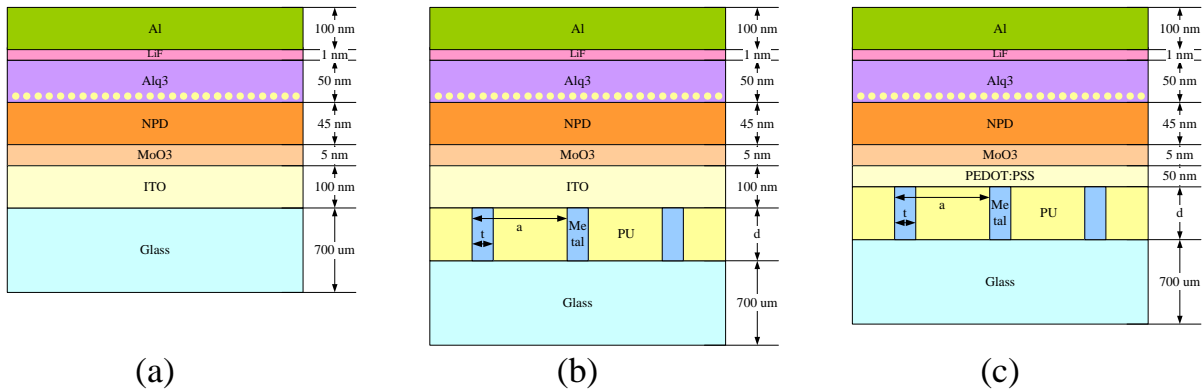 Al
100 nm
LiF
1 nm
Alq3
50 nm
NPD
45 nm
MoO3
5 nm
ITO
100 nm
Glass
700 um
(a)
Al
100 nm
LiF
1 nm
Alq3
50 nm
NPD
45 nm
MoO3
5 nm
ITO
100 nm
a
t
Me
tal
PU
d
Glass
700 um
(b)
Al
100 nm
LiF
1 nm
Alq3
50 nm
NPD
45 nm
MoO3
5 nm
PEDOT:PSS
50 nm
a
t
Me
tal
PU
d
Glass
700 um
(c)